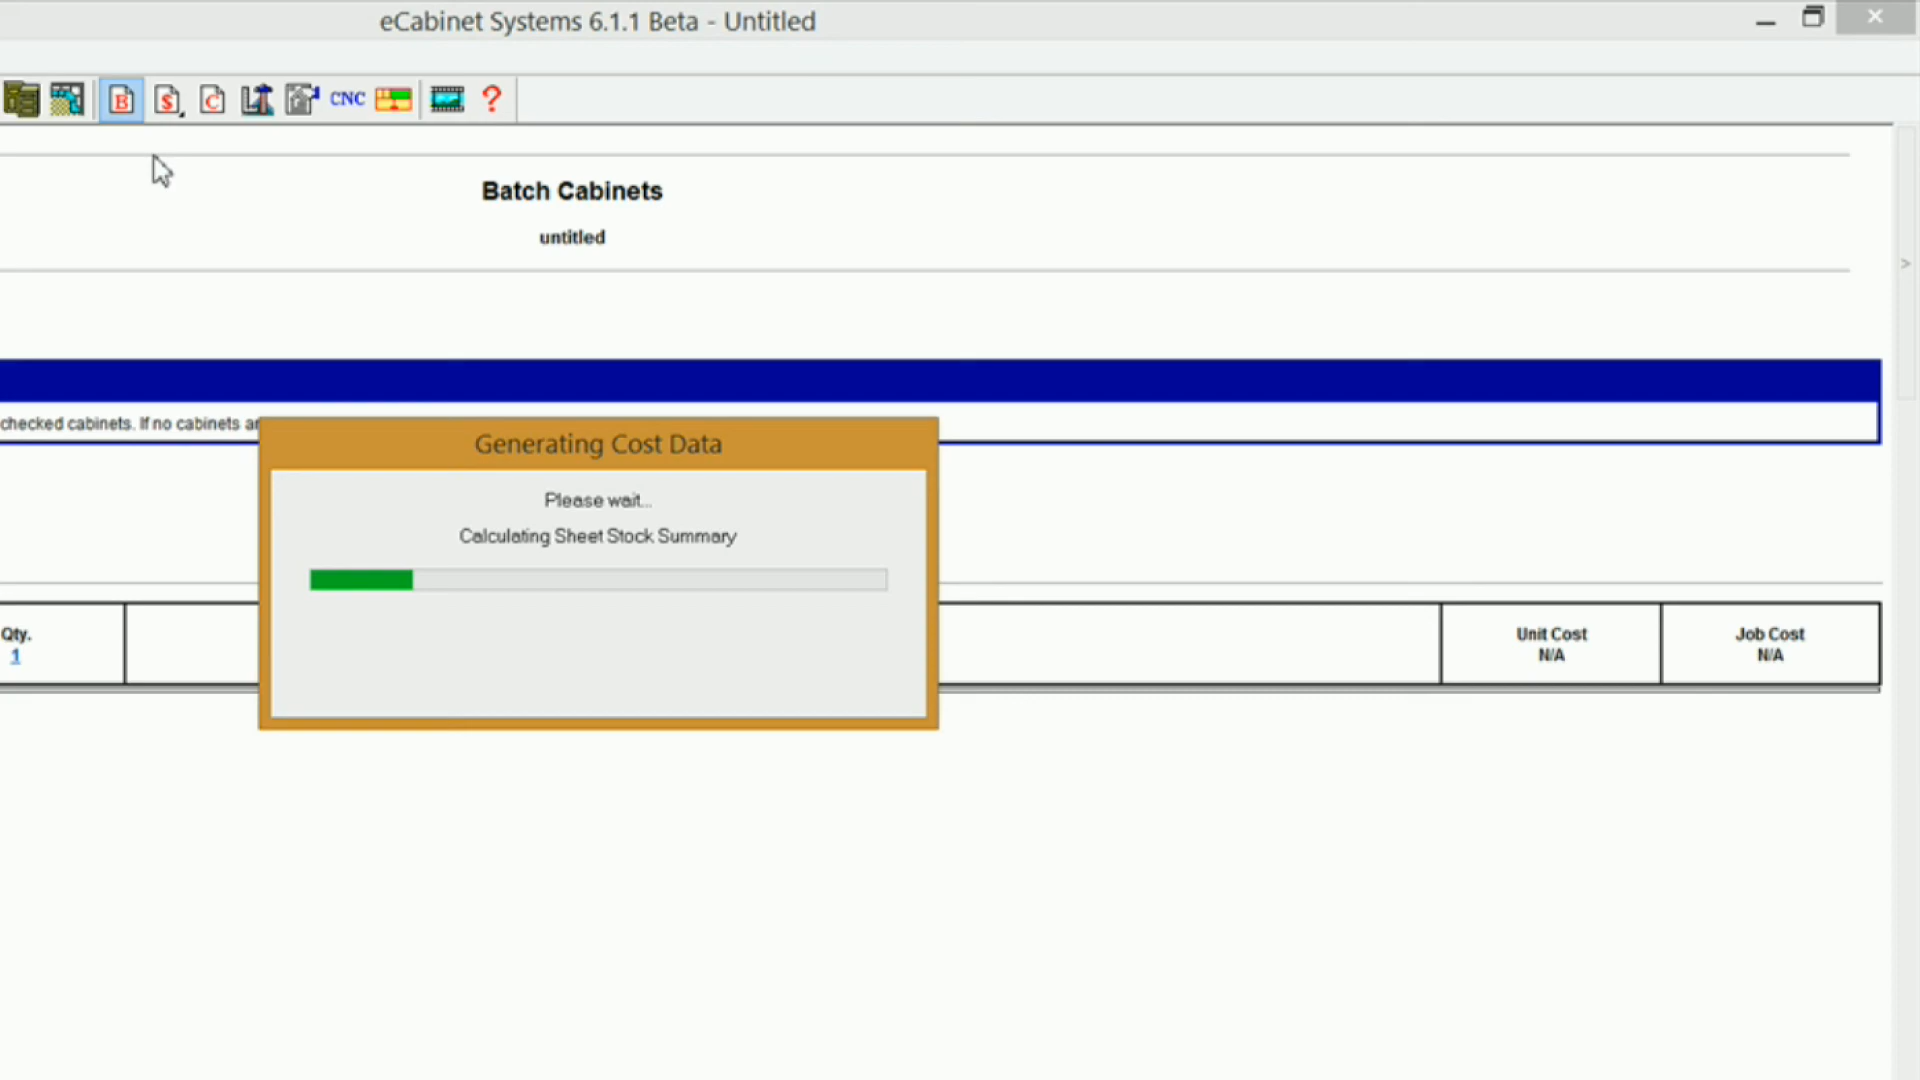 eCabinet Systems 6.1.1 Beta - Untitled
B $ C CNC ?
Batch Cabinets
untitled
>
checked cabinets. If no cabinets
Generating Cost Data
Please wait...
Calculating Sheet Stock Summary
Qty.
1
Unit Cost
N/A
Job Cost
N/A